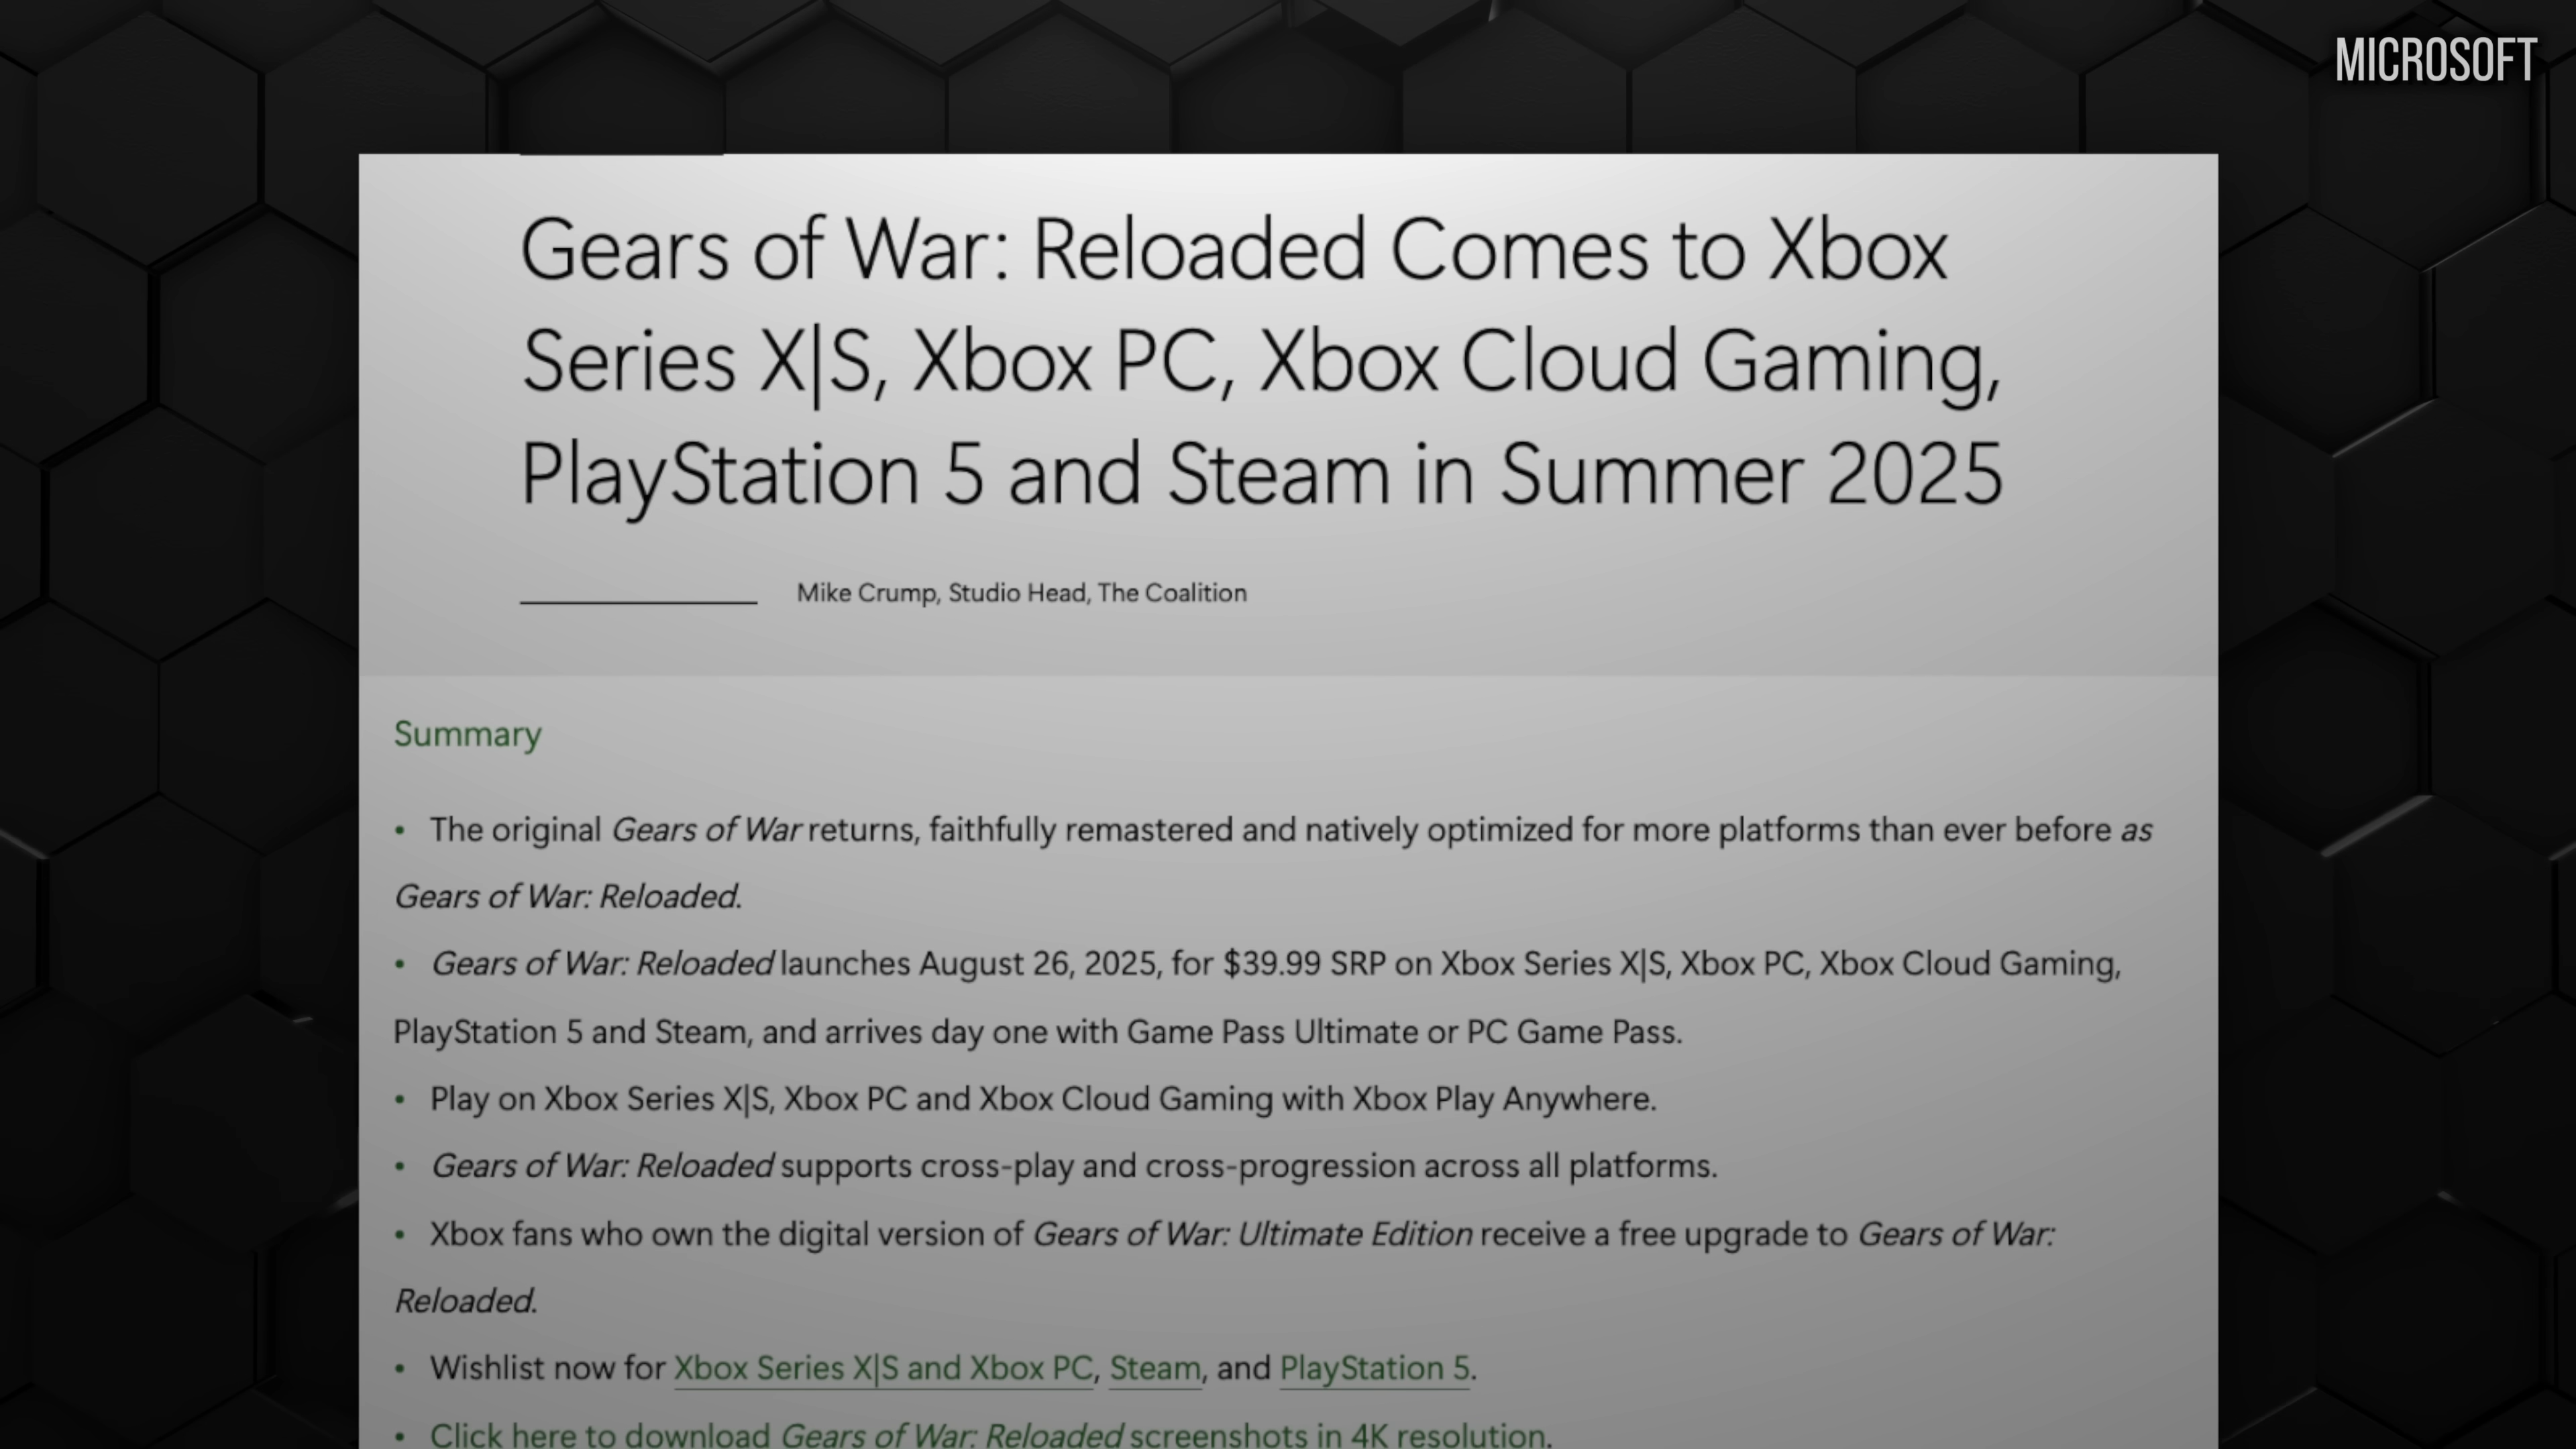 MICROSOFT
Gears of War: Reloaded Comes to Xbox
Series X|S, Xbox PC, Xbox Cloud Gaming,
PlayStation 5 and Steam in Summer 2025
Mike Crump, Studio Head, The Coalition
Summary
• The original Gears of War returns, faithfully remastered and natively optimized for more platforms than ever before as
Gears of War: Reloaded.
• Gears of War: Reloaded launches August 26, 2025, for $39.99 SRP on Xbox Series X|S, Xbox PC, Xbox Cloud Gaming,
PlayStation 5 and Steam, and arrives day one with Game Pass Ultimate or PC Game Pass.
• Play on Xbox Series X|S, Xbox PC and Xbox Cloud Gaming with Xbox Play Anywhere.
• Gears of War: Reloaded supports cross-play and cross-progression across all platforms.
• Xbox fans who own the digital version of Gears of War: Ultimate Edition receive a free upgrade to Gears of War:
Reloaded.
• Wishlist now for Xbox Series X|S and Xbox PC, Steam, and PlayStation 5.
• Click here to download Gears of War: Reloaded screenshots in 4K resolution.